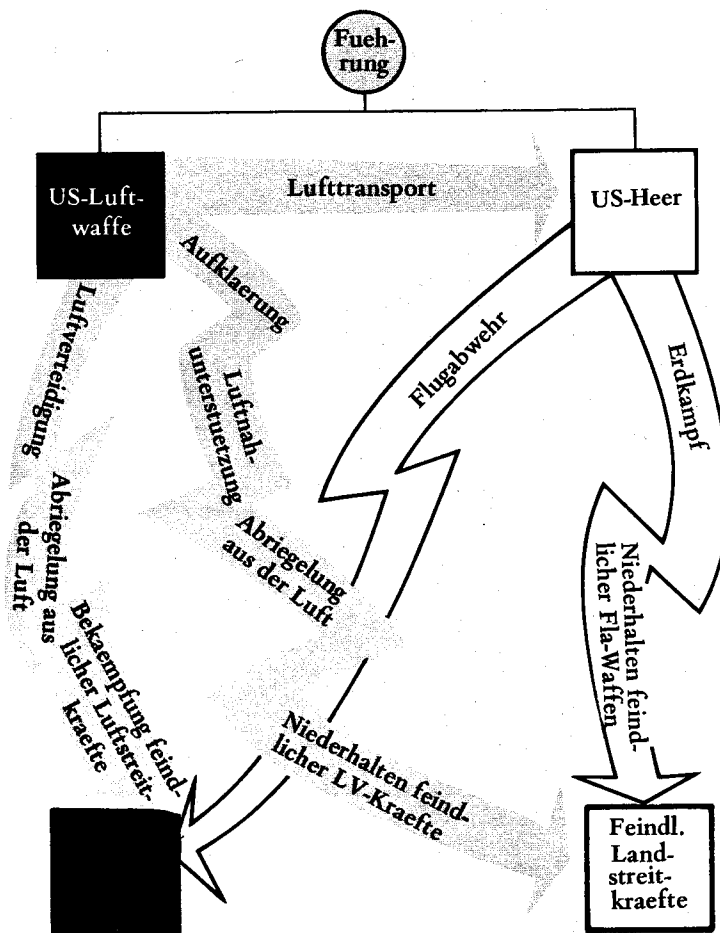 Fueh-
rung
US-Luft-
waffe
Lufttransport
US-Heer
Aufklaerung
Luftverteidigung
Luftnah-
unterstuetzung
Flugabwehr
Erdkampf
Abriegelung aus
der Luft
Abriegelung
aus der Luft
Niederhalten feind-
licher Fla-Waffen
Bekaempfung feind-
licher Luftstreit-
kraefte
Niederhalten feind-
licher LV-Kraefte
Feindl.
Land-
streit-
kraefte